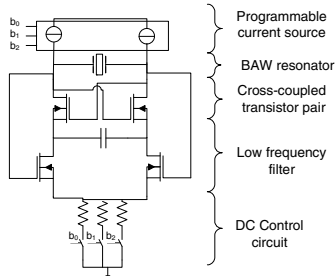 b₀
b₁
b₂
Programmable
current source
BAW resonator
Cross-coupled
transistor pair
Low frequency
filter
DC Control
circuit
b₀ b₁ b₂